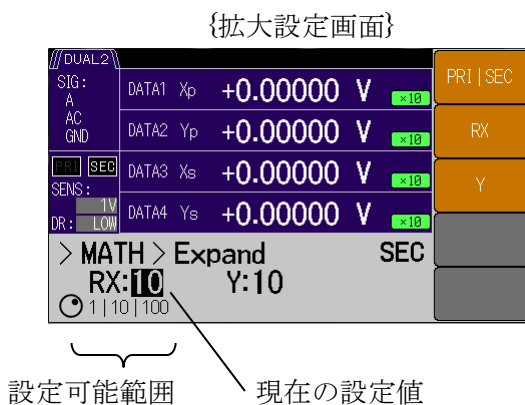 {拡大設定画面}
DUAL2
SIG:
A
AC
GND
PRI SEC
SENS:
1V
DR: LOW
DATA1 Xp +0.00000 V ×10
DATA2 Yp +0.00000 V ×10
DATA3 Xs +0.00000 V ×10
DATA4 Ys +0.00000 V ×10
PRI|SEC
RX
Y
> MATH > Expand SEC
RX:10 Y:10
1|10|100
設定可能範囲 現在の設定値